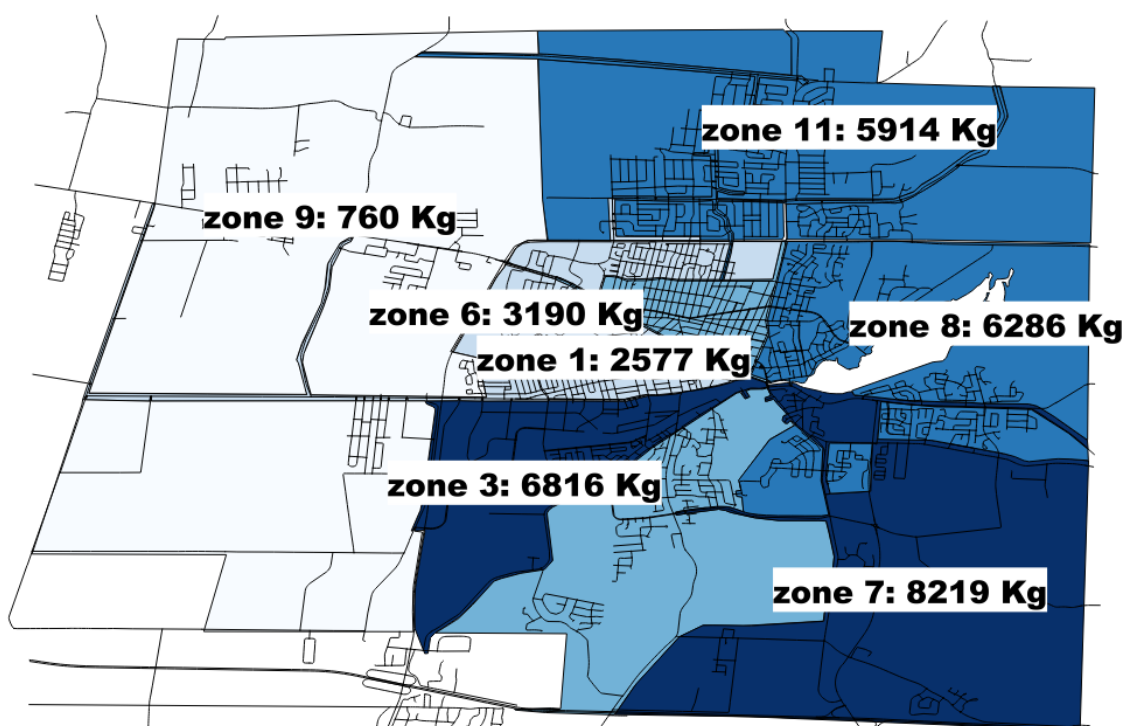 zone 11: 5914 Kg
zone 9: 760 Kg
zone 6: 3190 Kg
zone 8: 6286 Kg
zone 1: 2577 Kg
zone 3: 6816 Kg
zone 7: 8219 Kg